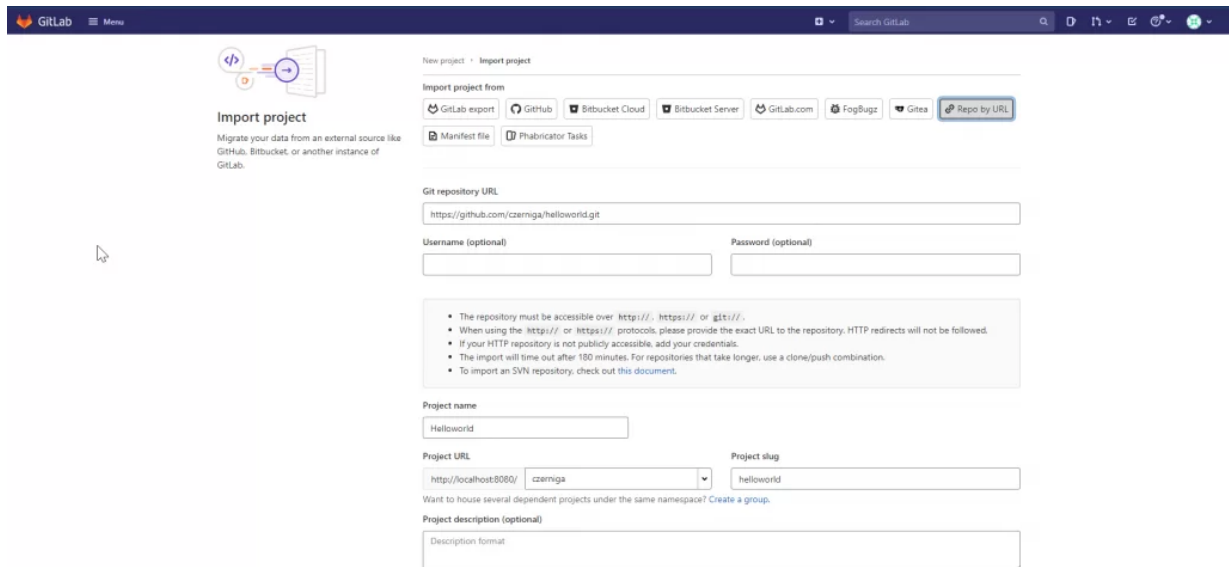 GitLab Menu Search GitLab
New project › Import project
Import project from
GitLab export GitHub Bitbucket Cloud Bitbucket Server GitLab.com FogBugz Gitea Repo by URL
Manifest file Phabricator Tasks
Import project
Migrate your data from an external source like
GitHub, Bitbucket, or another instance of
GitLab.
Git repository URL
https://github.com/czerniga/helloworld.git
Username (optional) Password (optional)
The repository must be accessible over http://, https:// or git://.
When using the http:// or https:// protocols, please provide the exact URL to the repository. HTTP redirects will not be followed.
If your HTTP repository is not publicly accessible, add your credentials.
The import will time out after 180 minutes. For repositories that take longer, use a clone/push combination.
To import an SVN repository, check out this document.
Project name
Helloworld
Project URL Project slug
http://localhost:8080/ czerniga helloworld
Want to house several dependent projects under the same namespace? Create a group.
Project description (optional)
Description format